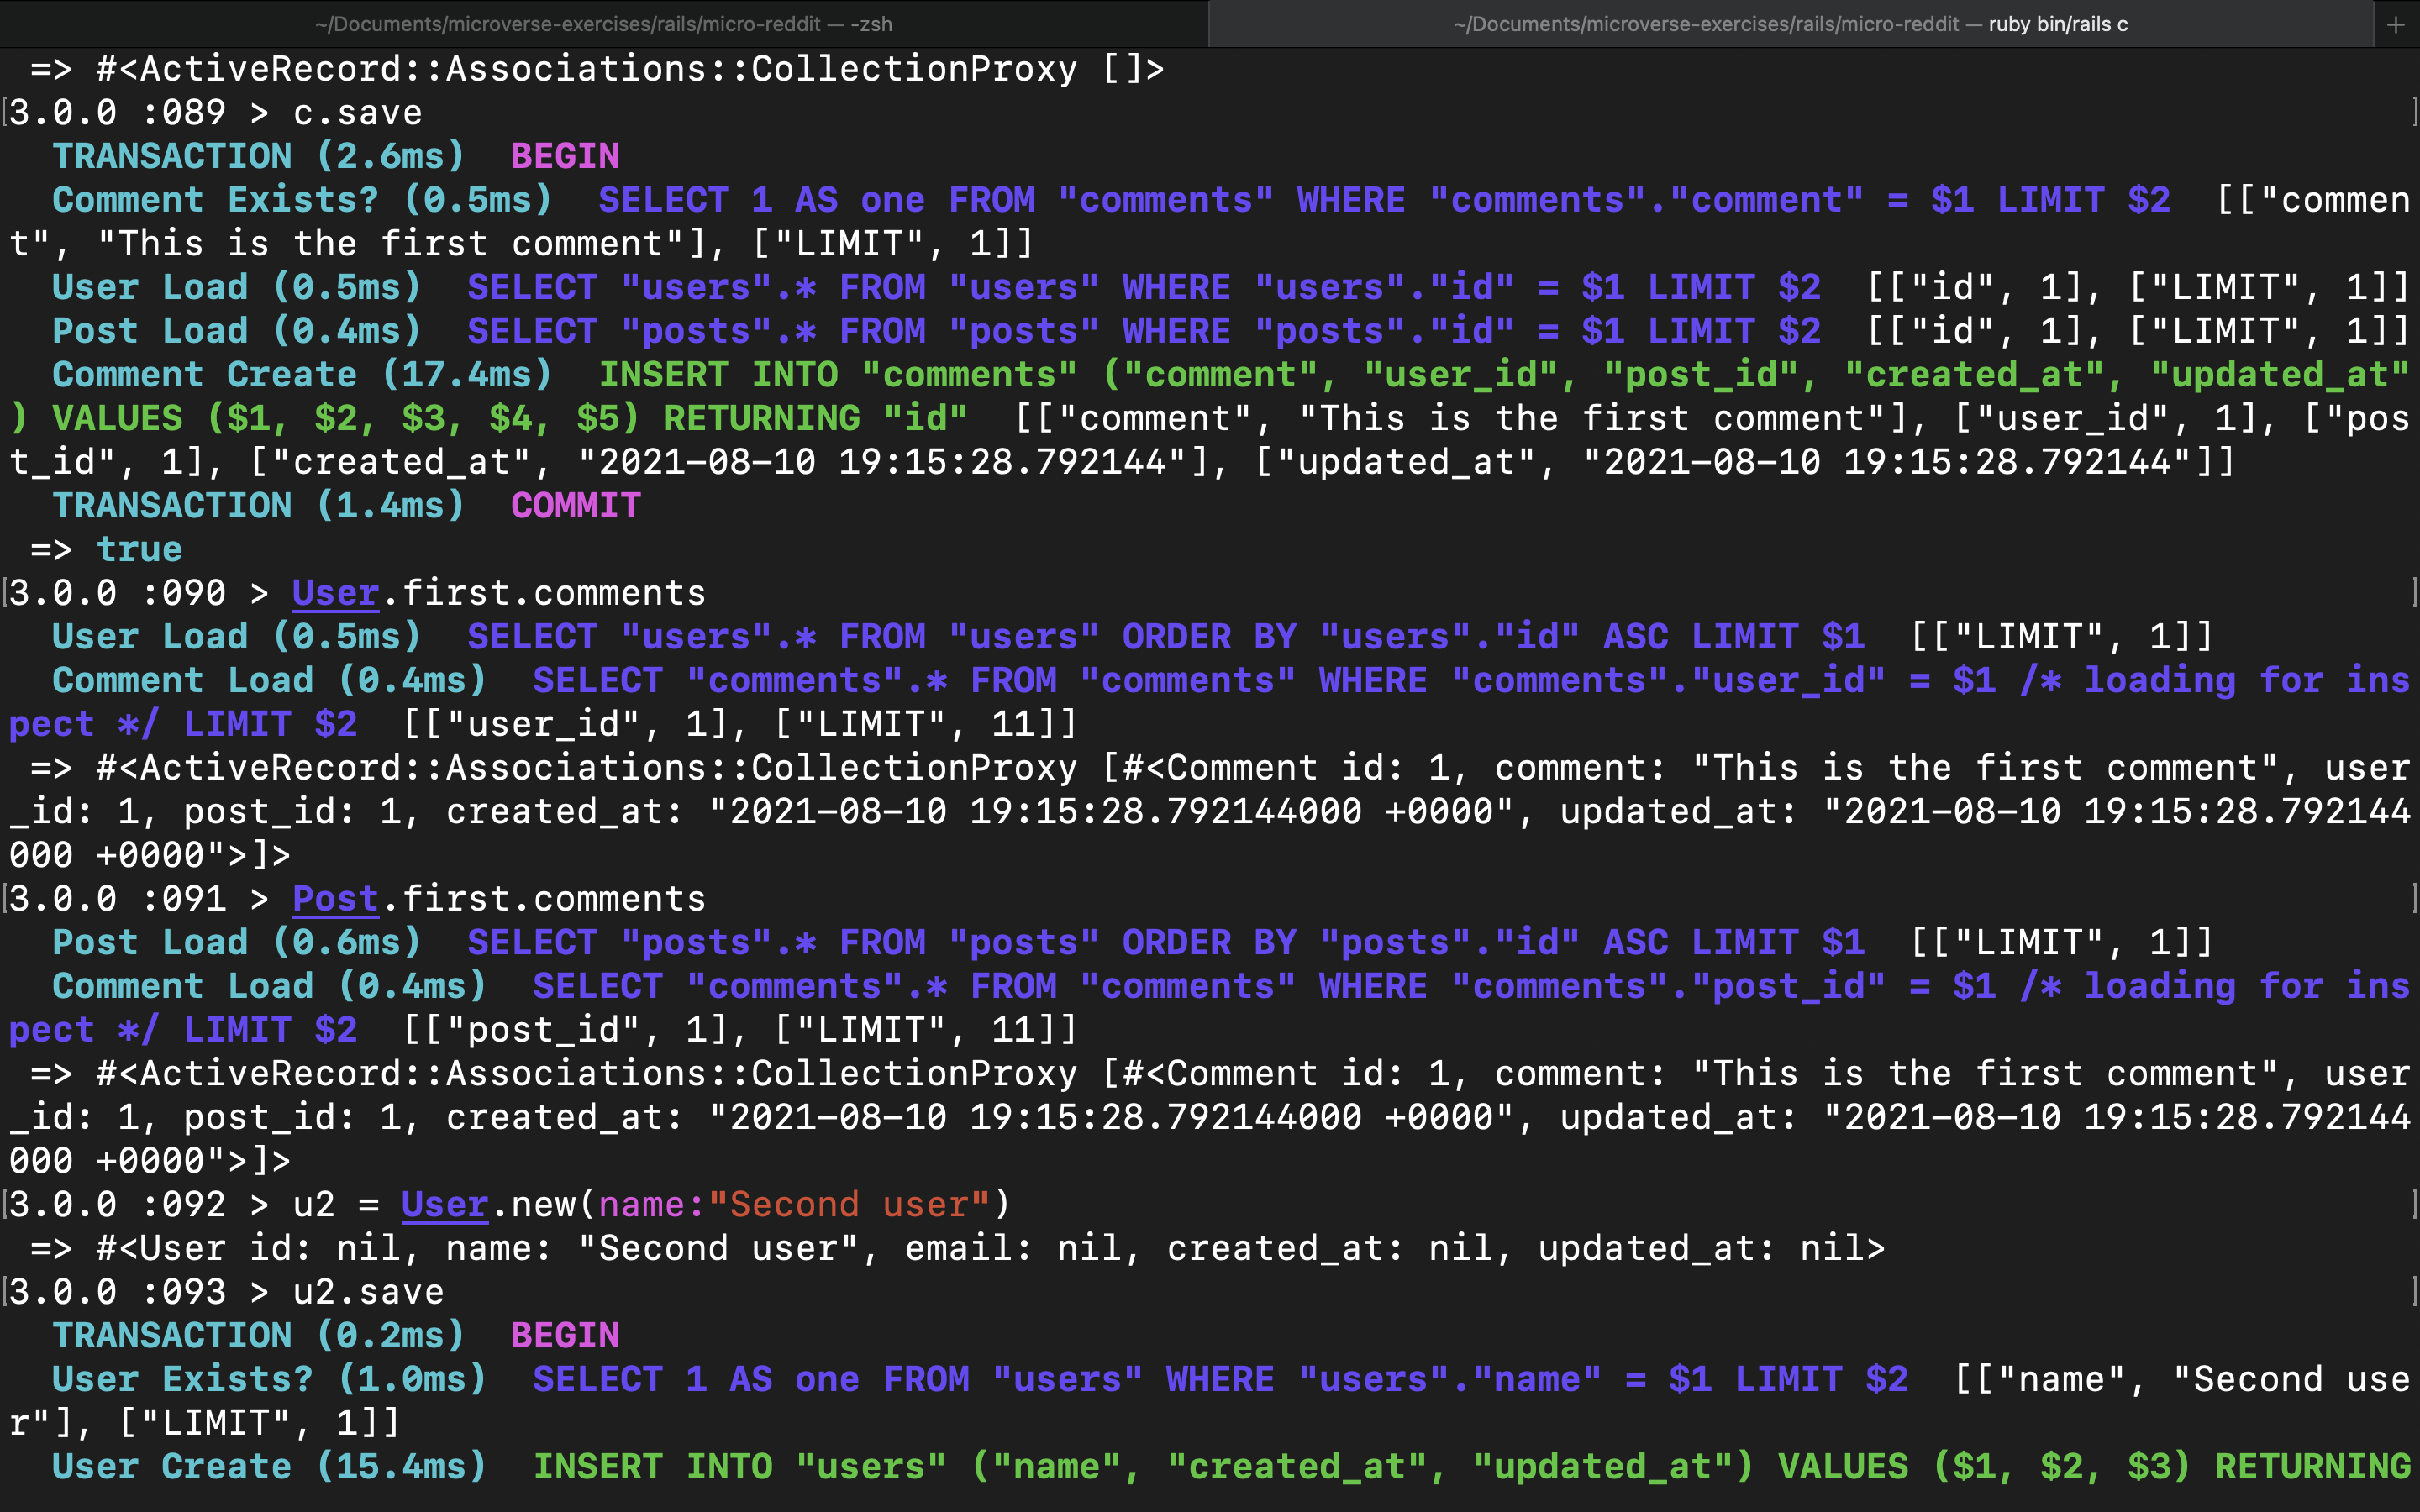 ~/Documents/microverse-exercises/rails/micro-reddit — -zsh
~/Documents/microverse-exercises/rails/micro-reddit — ruby bin/rails c
+
 => #<ActiveRecord::Associations::CollectionProxy []>
[3.0.0 :089 > c.save ]
  TRANSACTION (2.6ms)  BEGIN
  Comment Exists? (0.5ms)  SELECT 1 AS one FROM "comments" WHERE "comments"."comment" = $1 LIMIT $2  [["commen
t", "This is the first comment"], ["LIMIT", 1]]
  User Load (0.5ms)  SELECT "users".* FROM "users" WHERE "users"."id" = $1 LIMIT $2  [["id", 1], ["LIMIT", 1]]
  Post Load (0.4ms)  SELECT "posts".* FROM "posts" WHERE "posts"."id" = $1 LIMIT $2  [["id", 1], ["LIMIT", 1]]
  Comment Create (17.4ms)  INSERT INTO "comments" ("comment", "user_id", "post_id", "created_at", "updated_at"
) VALUES ($1, $2, $3, $4, $5) RETURNING "id"  [["comment", "This is the first comment"], ["user_id", 1], ["pos
t_id", 1], ["created_at", "2021-08-10 19:15:28.792144"], ["updated_at", "2021-08-10 19:15:28.792144"]]
  TRANSACTION (1.4ms)  COMMIT
 => true
[3.0.0 :090 > User.first.comments ]
  User Load (0.5ms)  SELECT "users".* FROM "users" ORDER BY "users"."id" ASC LIMIT $1  [["LIMIT", 1]]
  Comment Load (0.4ms)  SELECT "comments".* FROM "comments" WHERE "comments"."user_id" = $1 /* loading for ins
pect */ LIMIT $2  [["user_id", 1], ["LIMIT", 11]]
 => #<ActiveRecord::Associations::CollectionProxy [#<Comment id: 1, comment: "This is the first comment", user
_id: 1, post_id: 1, created_at: "2021-08-10 19:15:28.792144000 +0000", updated_at: "2021-08-10 19:15:28.792144
000 +0000">]>
[3.0.0 :091 > Post.first.comments ]
  Post Load (0.6ms)  SELECT "posts".* FROM "posts" ORDER BY "posts"."id" ASC LIMIT $1  [["LIMIT", 1]]
  Comment Load (0.4ms)  SELECT "comments".* FROM "comments" WHERE "comments"."post_id" = $1 /* loading for ins
pect */ LIMIT $2  [["post_id", 1], ["LIMIT", 11]]
 => #<ActiveRecord::Associations::CollectionProxy [#<Comment id: 1, comment: "This is the first comment", user
_id: 1, post_id: 1, created_at: "2021-08-10 19:15:28.792144000 +0000", updated_at: "2021-08-10 19:15:28.792144
000 +0000">]>
[3.0.0 :092 > u2 = User.new(name:"Second user") ]
 => #<User id: nil, name: "Second user", email: nil, created_at: nil, updated_at: nil>
[3.0.0 :093 > u2.save ]
  TRANSACTION (0.2ms)  BEGIN
  User Exists? (1.0ms)  SELECT 1 AS one FROM "users" WHERE "users"."name" = $1 LIMIT $2  [["name", "Second use
r"], ["LIMIT", 1]]
  User Create (15.4ms)  INSERT INTO "users" ("name", "created_at", "updated_at") VALUES ($1, $2, $3) RETURNING